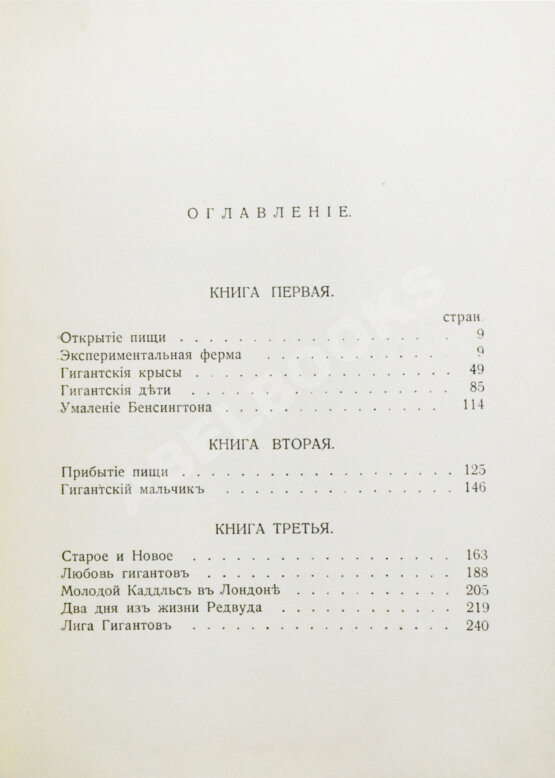 ОГЛАВЛЕНІЕ.
КНИГА ПЕРВАЯ.
стран.
Открытіе пищи . . . . . . . . . . . . . . . . 9
Экспериментальная ферма . . . . . . . . . . . 9
Гигантскія крысы . . . . . . . . . . . . . . . 49
Гигантскія дѣти . . . . . . . . . . . . . . . . 85
Умаленіе Бенсингтона . . . . . . . . . . . . . 114
КНИГА ВТОРАЯ.
Прибытіе пищи . . . . . . . . . . . . . . . . 125
Гигантскій мальчикъ . . . . . . . . . . . . . 146
КНИГА ТРЕТЬЯ.
Старое и Новое . . . . . . . . . . . . . . . 163
Любовь гигантовъ . . . . . . . . . . . . . . 188
Молодой Каддльсъ въ Лондонѣ . . . . . . . . . 205
Два дня изъ жизни Редвуда . . . . . . . . . . 219
Лига Гигантовъ . . . . . . . . . . . . . . . . 240
ABELBOOKS